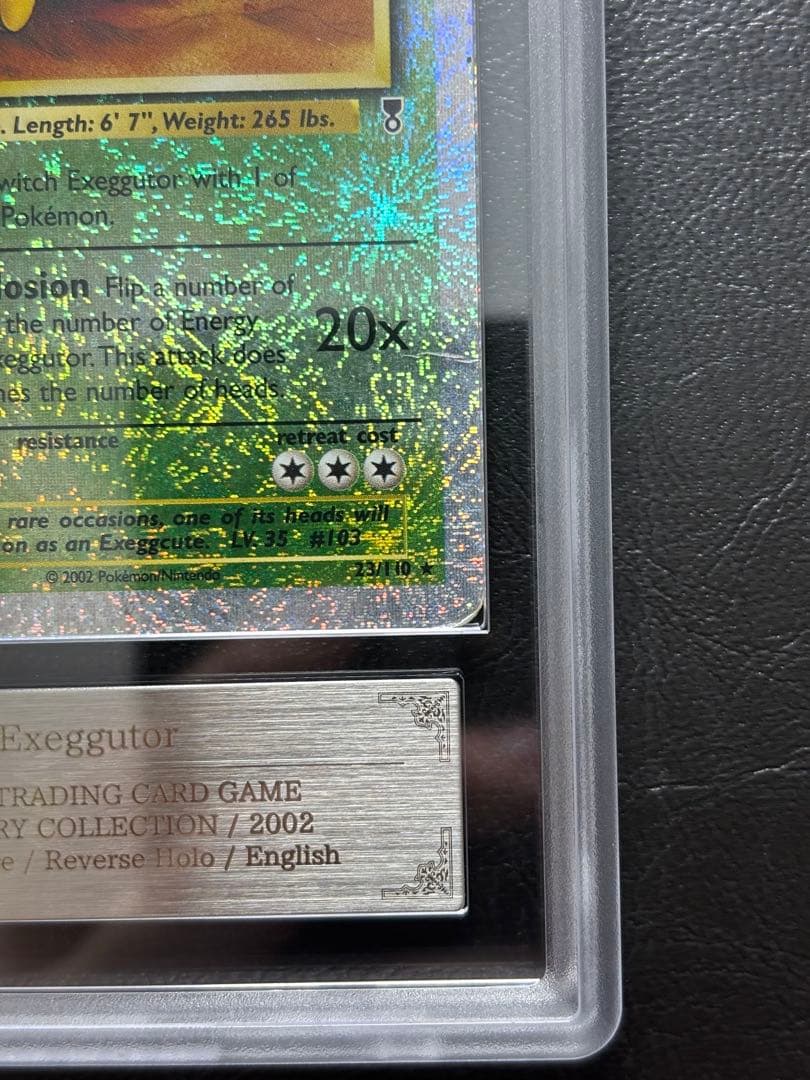 . Length: 6' 7", Weight: 265 lbs.
witch Exeggutor with 1 of
Pokémon.
losion Flip a number of
the number of Energy
xeggutor. This attack does
20x
nes the number of heads.
resistance
retreat cost
rare occasions, one of its heads will
on as an Exeggcute. LV. 35 #103
© 2002 Pokémon/Nintendo
23/110 ★
Exeggutor
TRADING CARD GAME
RY COLLECTION / 2002
e / Reverse Holo / English